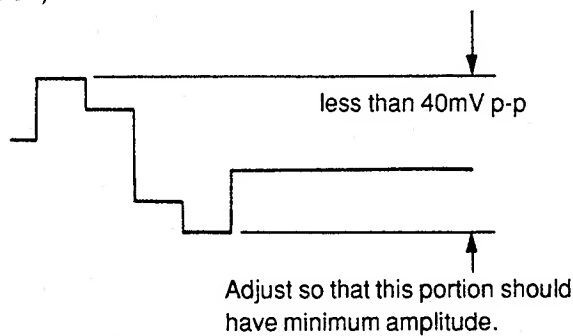 less than 40mV p-p
Adjust so that this portion should
have minimum amplitude.